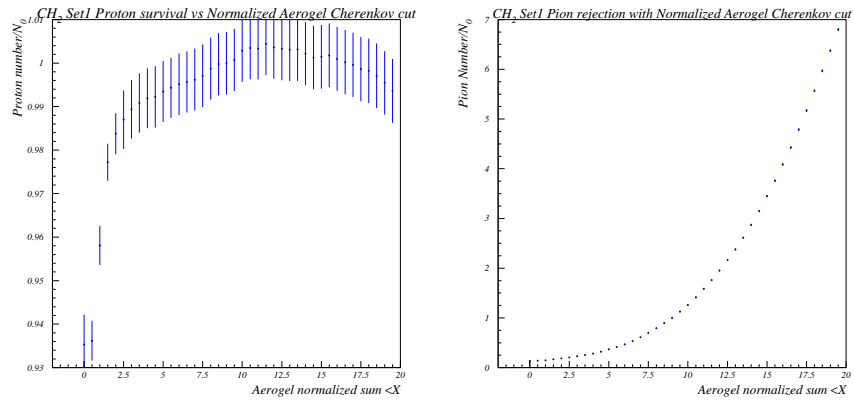 CH2 Set1 Proton survival vs Normalized Aerogel Cherenkov cut
Proton number/N0
1.01
1
0.99
0.98
0.97
0.96
0.95
0.94
0.93
0 2.5 5 7.5 10 12.5 15 17.5 20
Aerogel normalized sum <X
CH2 Set1 Pion rejection with Normalized Aerogel Cherenkov cut
Pion Number/N0
7
6
5
4
3
2
1
0
0 2.5 5 7.5 10 12.5 15 17.5 20
Aerogel normalized sum <X